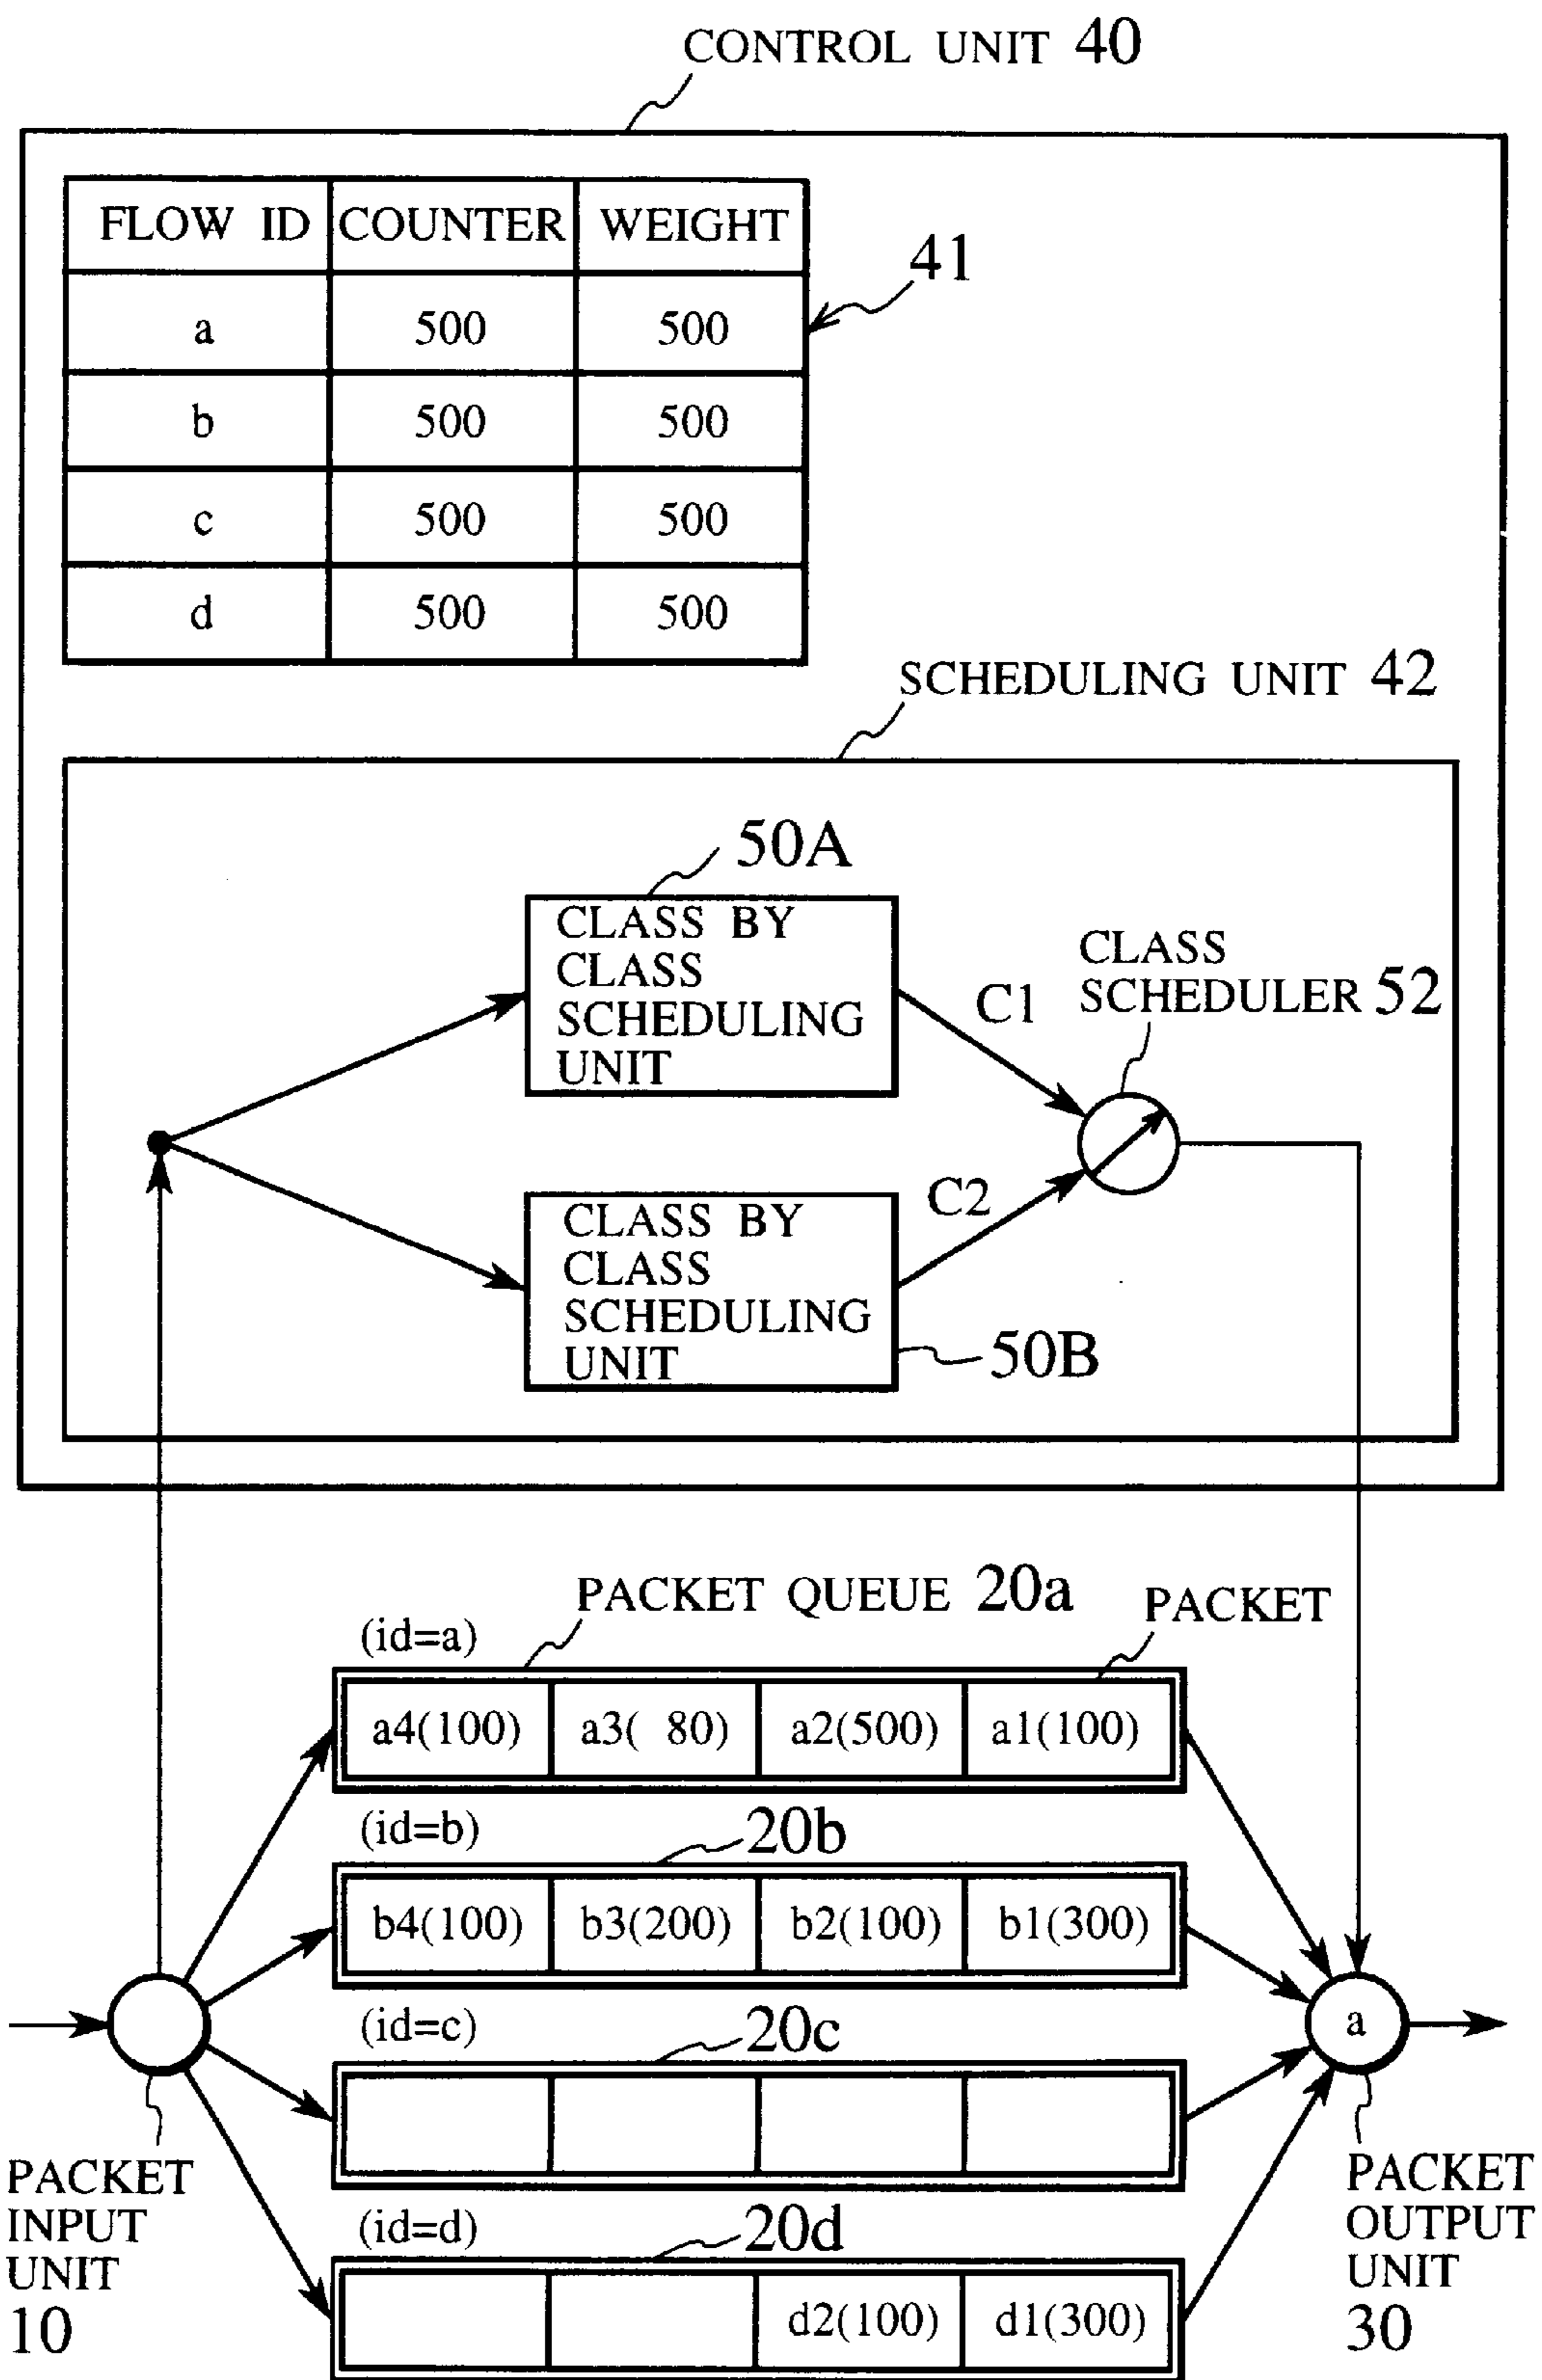 CONTROL UNIT 40
FLOW ID COUNTER WEIGHT
a 500 500
b 500 500
c 500 500
d 500 500
41
SCHEDULING UNIT 42
50A
CLASS BY
CLASS
SCHEDULING
UNIT
C1
CLASS
SCHEDULER 52
C2
CLASS BY
CLASS
SCHEDULING
UNIT
50B
PACKET QUEUE 20a
PACKET
(id=a)
a4(100) a3( 80) a2(500) a1(100)
(id=b)
20b
b4(100) b3(200) b2(100) b1(300)
(id=c)
20c
a
(id=d)
20d
d2(100) d1(300)
PACKET
INPUT
UNIT
10
PACKET
OUTPUT
UNIT
30